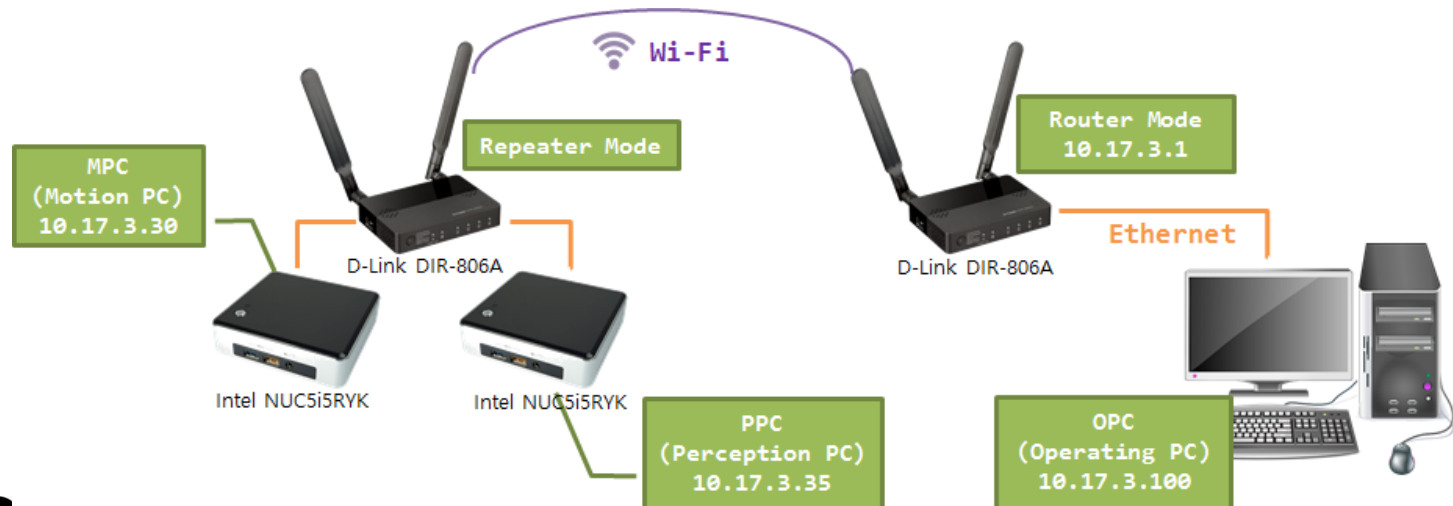 Wi-Fi
Repeater Mode
Router Mode
10.17.3.1
MPC
(Motion PC)
10.17.3.30
Ethernet
D-Link DIR-806A
D-Link DIR-806A
Intel NUC5i5RYK
Intel NUC5i5RYK
PPC
(Perception PC)
10.17.3.35
OPC
(Operating PC)
10.17.3.100